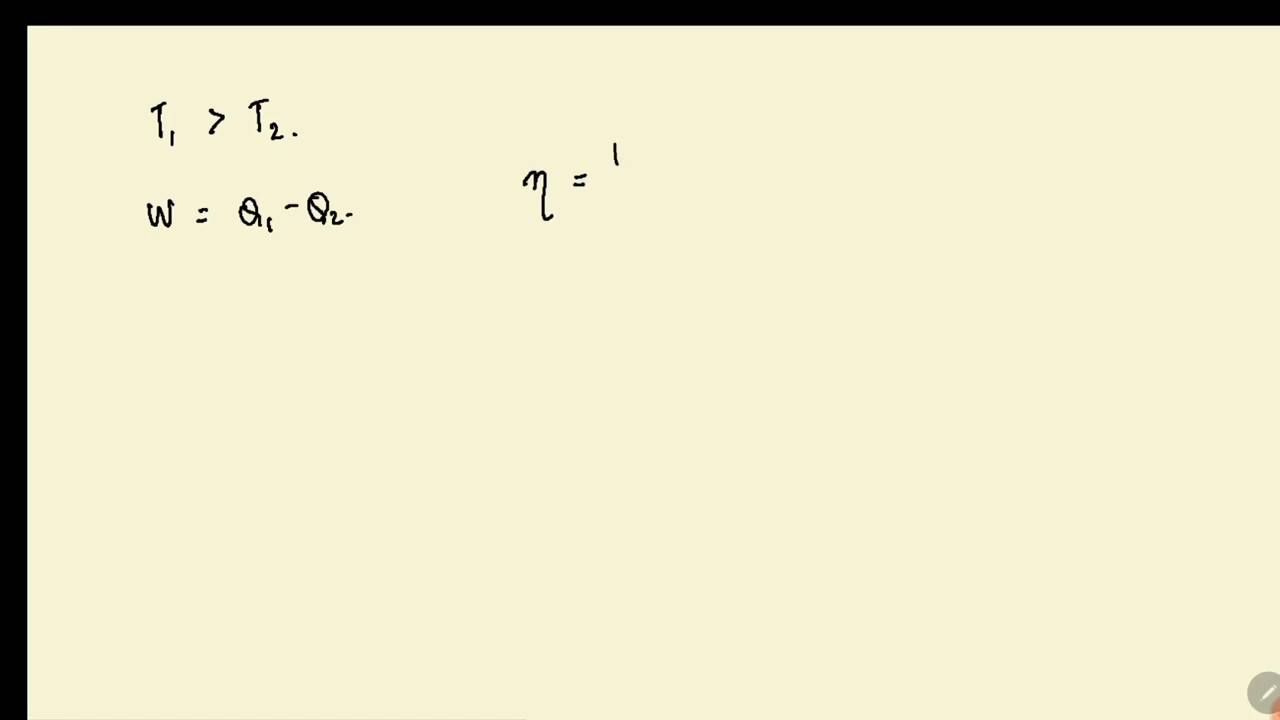 T₁ > T₂.
W = Q₁ - Q₂.
η = 1